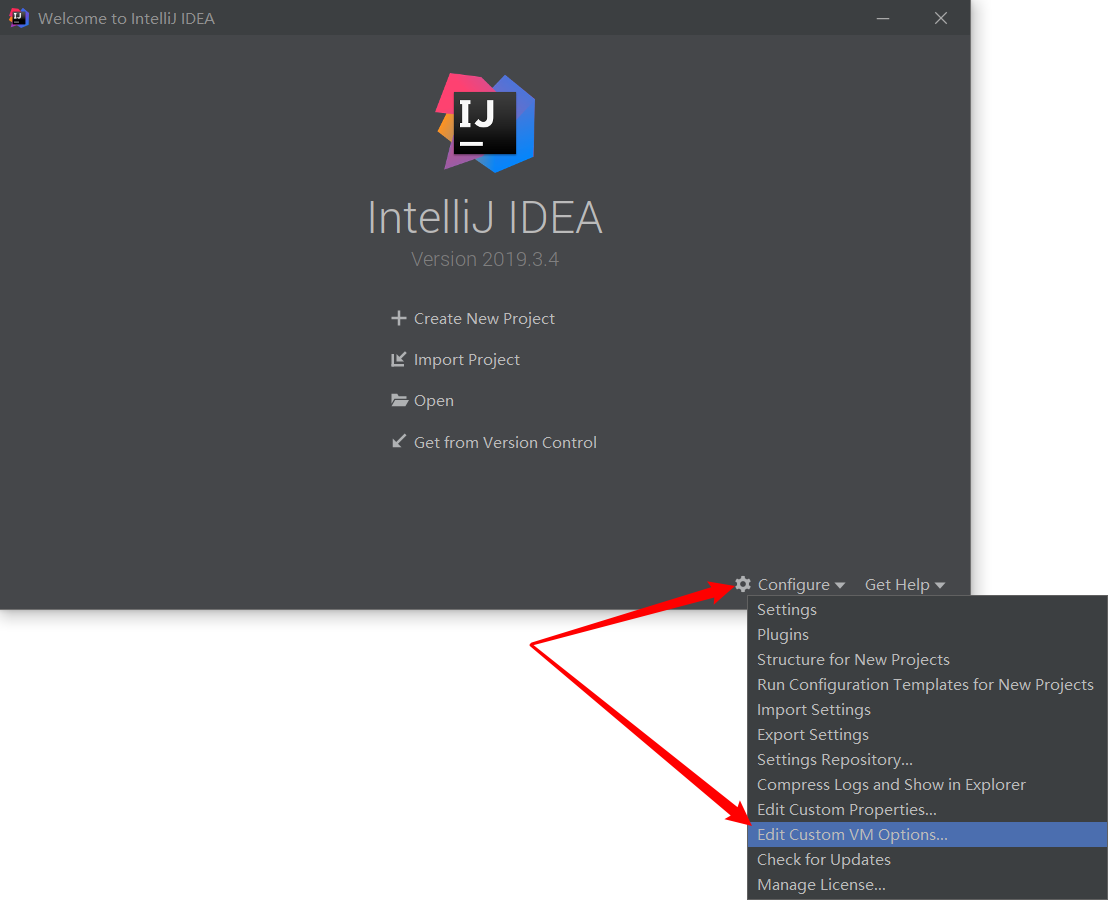 Welcome to IntelliJ IDEA
IJ
IntelliJ IDEA
Version 2019.3.4
Create New Project
Import Project
Open
Get from Version Control
Configure Get Help
Settings
Plugins
Structure for New Projects
Run Configuration Templates for New Projects
Import Settings
Export Settings
Settings Repository...
Compress Logs and Show in Explorer
Edit Custom Properties...
Edit Custom VM Options...
Check for Updates
Manage License...